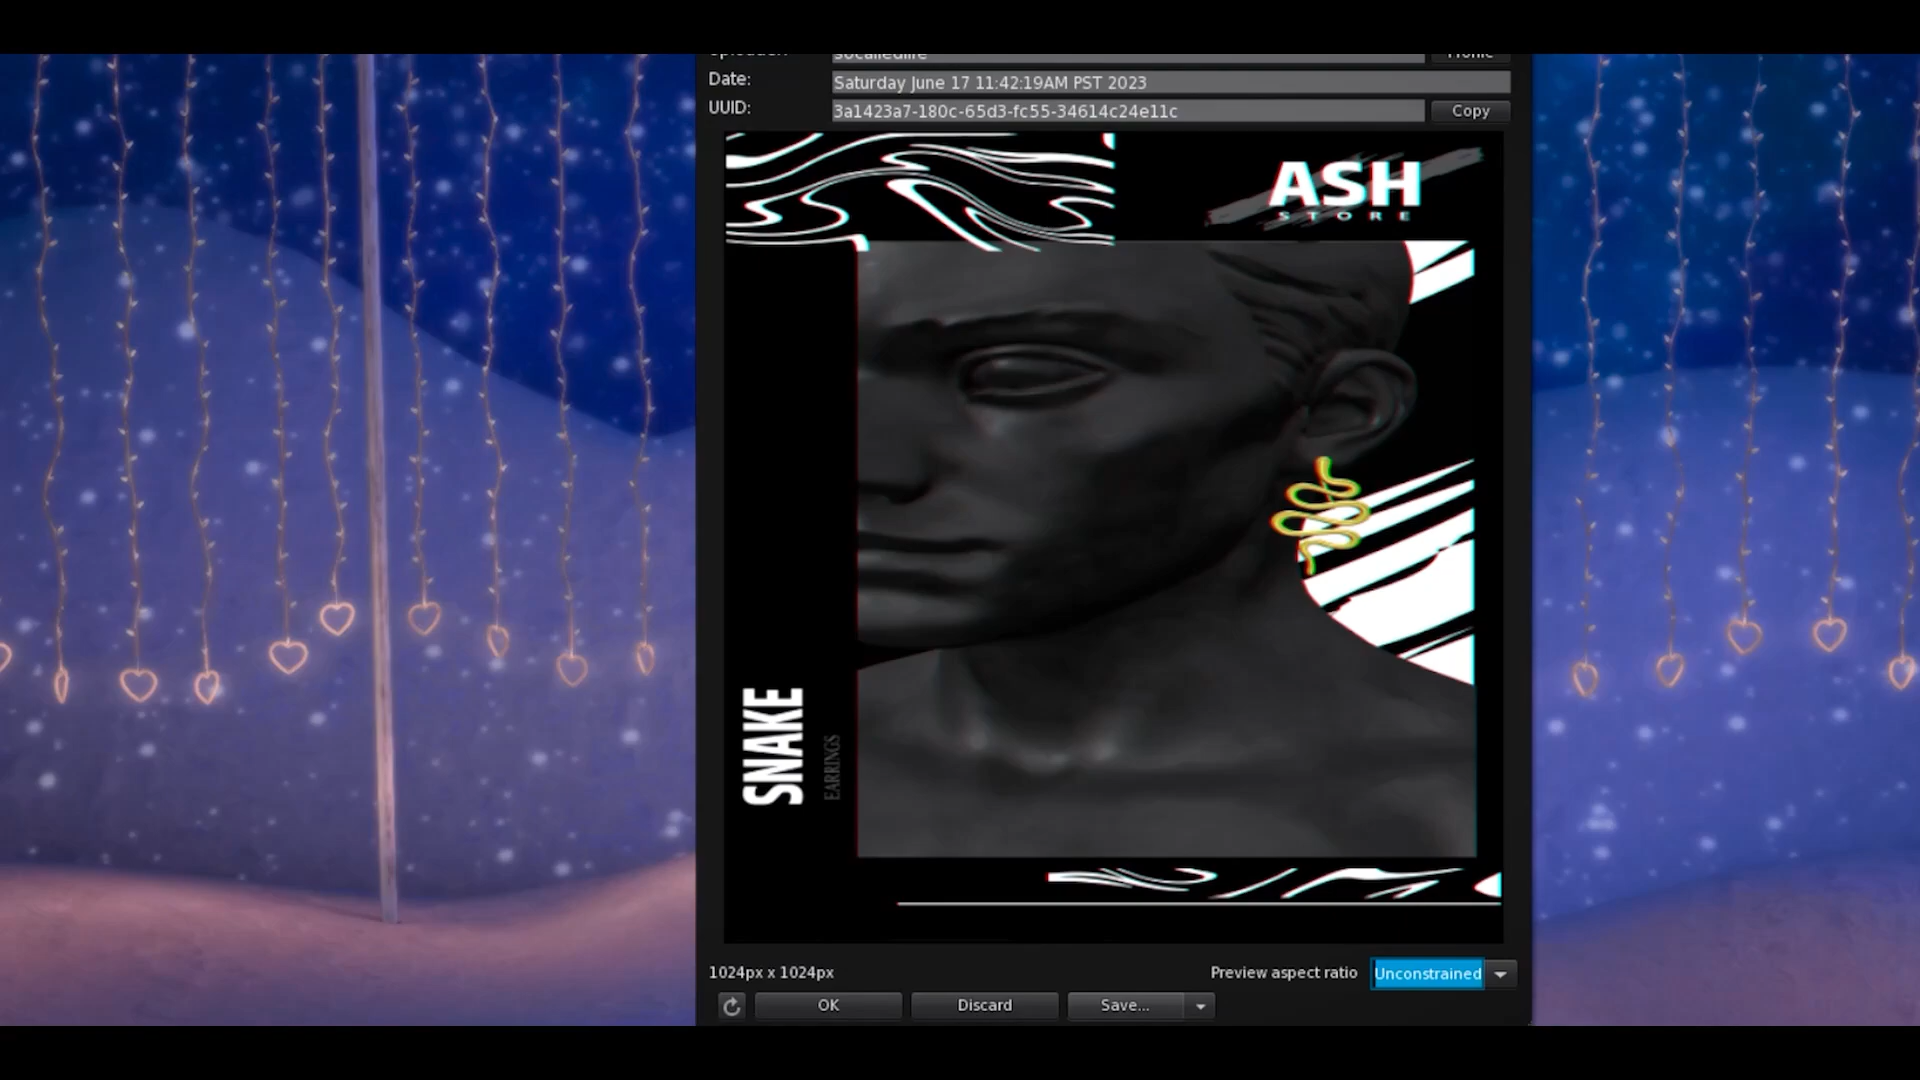 Date:
Saturday June 17 11:42:19AM PST 2023
UUID:
3a1423a7-180c-65d3-fc55-34614c24e11c
Copy
ASH
STORE
SNAKE
EARRINGS
1024px x 1024px
Preview aspect ratio
Unconstrained
OK
Discard
Save...